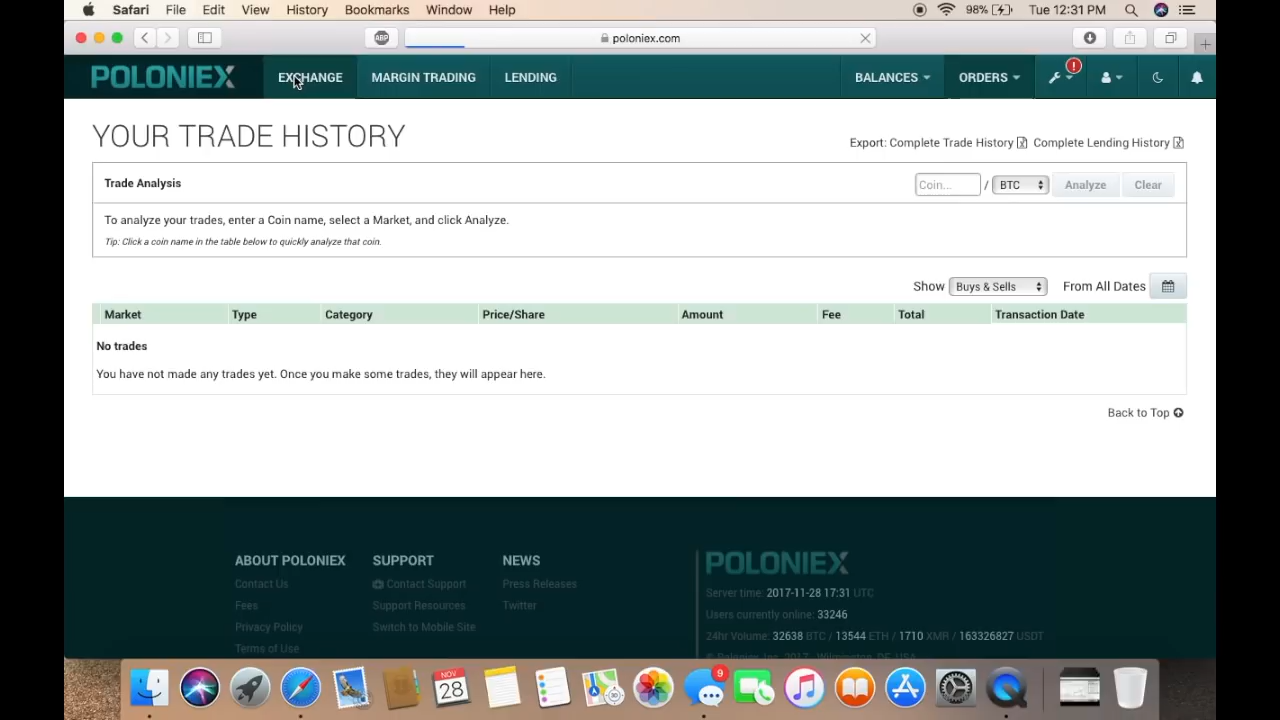 Safari File Edit View History Bookmarks Window Help 98% Tue 12:31 PM
ABP poloniex.com
POLONIEX EXCHANGE MARGIN TRADING LENDING BALANCES ORDERS !
YOUR TRADE HISTORY
Export: Complete Trade History Complete Lending History
Trade Analysis Coin... / BTC Analyze Clear
To analyze your trades, enter a Coin name, select a Market, and click Analyze.
Tip: Click a coin name in the table below to quickly analyze that coin.
Show Buys & Sells From All Dates
Market Type Category Price/Share Amount Fee Total Transaction Date
No trades
You have not made any trades yet. Once you make some trades, they will appear here.
Back to Top
ABOUT POLONIEX SUPPORT NEWS POLONIEX
Contact Us Contact Support Press Releases
Server time: 2017-11-28 17:31 UTC
Fees Support Resources Twitter
Users currently online: 33246
Privacy Policy Switch to Mobile Site
24hr Volume: 32638 BTC / 13544 ETH / 1710 XMR / 163326827 USDT
Terms of Use
© Poloniex, Inc. 2017 Wilmington, DE, USA
NOV
28
9